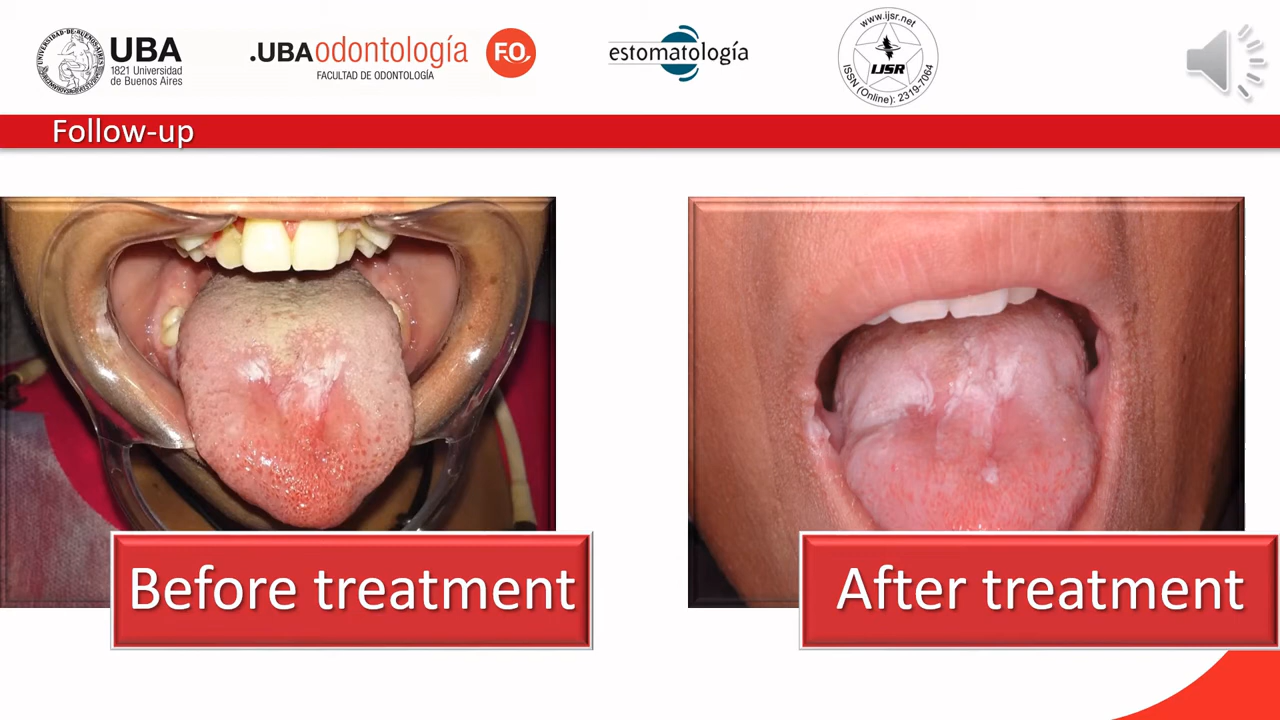 UBA
1821 Universidad
de Buenos Aires
.UBAodontología
FACULTAD DE ODONTOLOGÍA
F.O.
estomatología
www.ijsr.net
IJSR
ISSN (Online): 2319-7064
Follow-up
Before treatment
After treatment